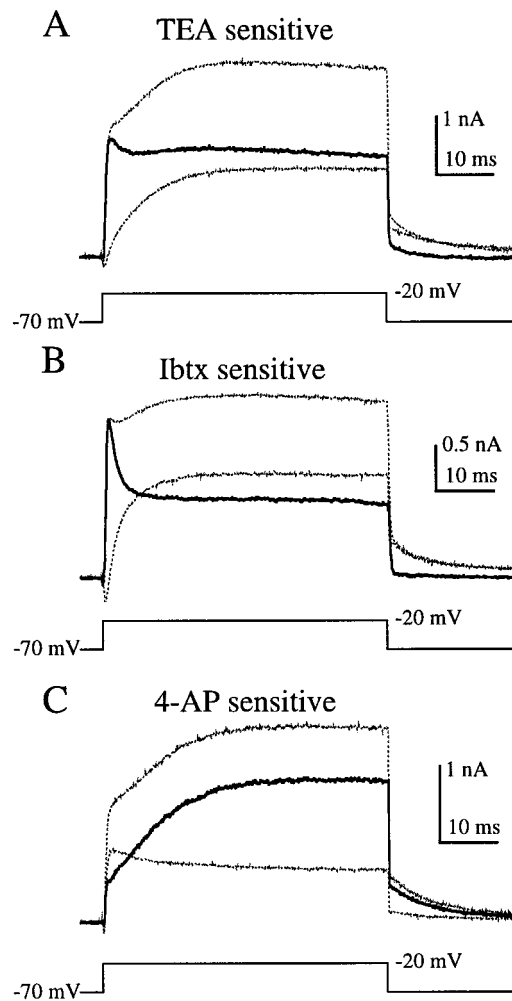 A
TEA sensitive
1 nA
10 ms
-20 mV
-70 mV
B
Ibtx sensitive
0.5 nA
10 ms
-20 mV
-70 mV
C
4-AP sensitive
1 nA
10 ms
-20 mV
-70 mV